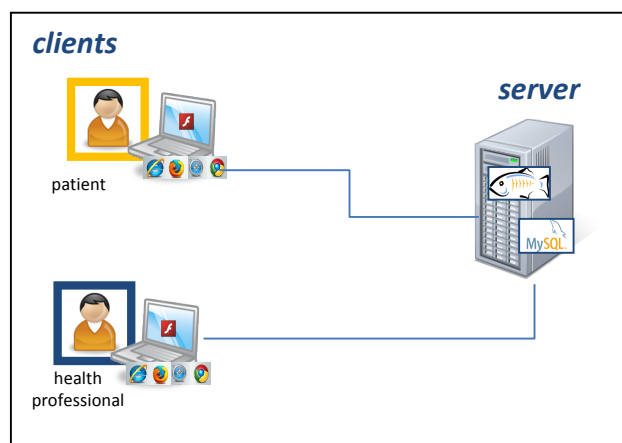 clients
server
patient
MySQL
health
professional